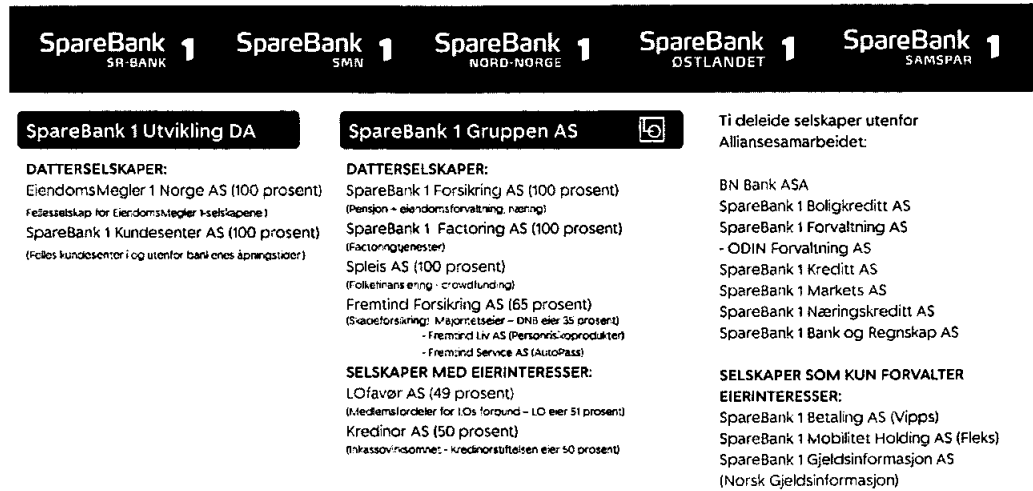 SpareBank 1
SR-BANK
SpareBank 1
SMN
SpareBank 1
NORD-NORGE
SpareBank 1
ØSTLANDET
SpareBank 1
SAMSPAR
SpareBank 1 Utvikling DA
DATTERSELSKAPER:
EiendomsMegler 1 Norge AS (100 prosent)
Fellesselskap for EiendomsMegler 1-selskapene)
SpareBank 1 Kundesenter AS (100 prosent)
(Felles kundesenter i og utenfor bankenes åpningstider)
SpareBank 1 Gruppen AS
LO
DATTERSELSKAPER:
SpareBank 1 Forsikring AS (100 prosent)
(Pensjon + eiendomsforvaltning, næring)
SpareBank 1 Factoring AS (100 prosent)
(Factoringtjenester)
Spleis AS (100 prosent)
(Folkefinansiering - crowdfunding)
Fremtind Forsikring AS (65 prosent)
(Skadeforsikring: Majoritetseier – DNB eier 35 prosent)
- Fremtind Liv AS (Personrisikoprodukter)
- Fremtind Service AS (AutoPass)
SELSKAPER MED EIERINTERESSER:
LOfavør AS (49 prosent)
(Medlemsfordeler for LOs forbund – LO eier 51 prosent)
Kredinor AS (50 prosent)
(Inkassovirksomhet - Kredinorstiftelsen eier 50 prosent)
Ti deleide selskaper utenfor
Alliansesamarbeidet:
BN Bank ASA
SpareBank 1 Boligkreditt AS
SpareBank 1 Forvaltning AS
- ODIN Forvaltning AS
SpareBank 1 Kreditt AS
SpareBank 1 Markets AS
SpareBank 1 Næringskreditt AS
SpareBank 1 Bank og Regnskap AS
SELSKAPER SOM KUN FORVALTER
EIERINTERESSER:
SpareBank 1 Betaling AS (Vipps)
SpareBank 1 Mobilitet Holding AS (Fleks)
SpareBank 1 Gjeldsinformasjon AS
(Norsk Gjeldsinformasjon)